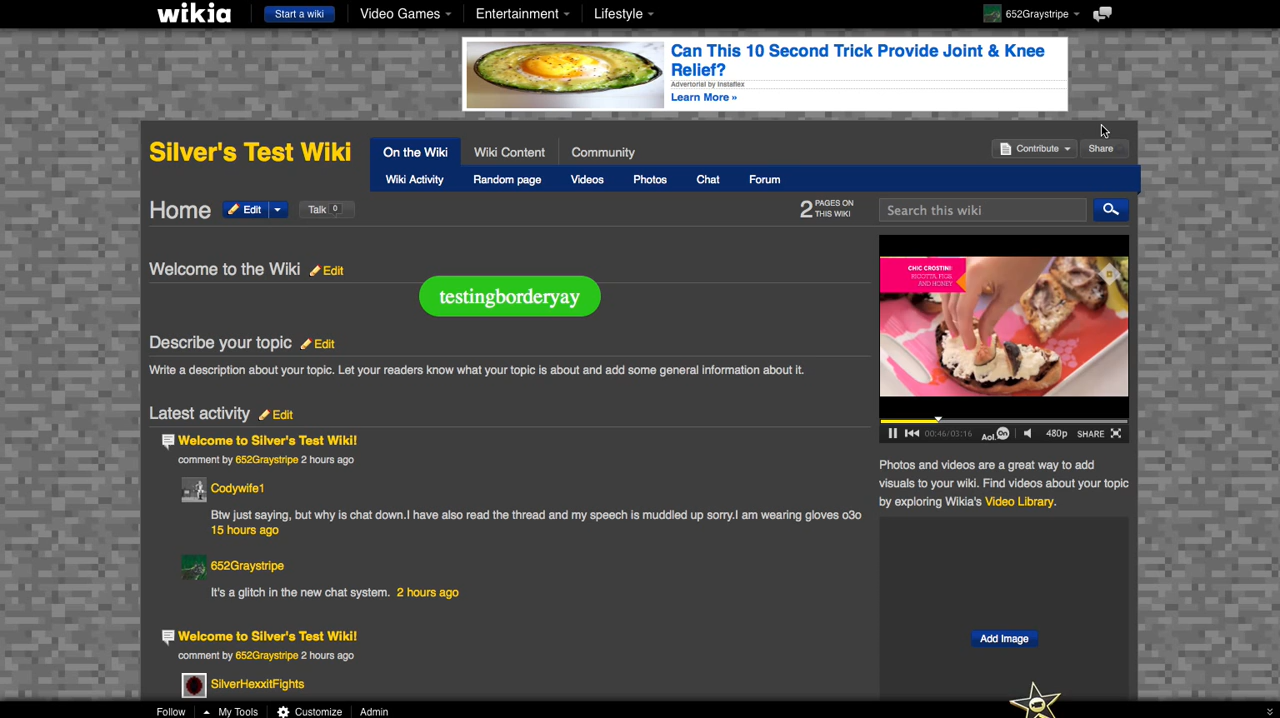 wikia
Start a wiki
Video Games
Entertainment
Lifestyle
652Graystripe
Can This 10 Second Trick Provide Joint & Knee
Relief?
Advertorial by Instaflex
Learn More »
Silver's Test Wiki
On the Wiki
Wiki Content
Community
Contribute
Share
Wiki Activity
Random page
Videos
Photos
Chat
Forum
Home
Edit
Talk 0
2 PAGES ON
THIS WIKI
Search this wiki
Welcome to the Wiki Edit
testingborderyay
Describe your topic Edit
Write a description about your topic. Let your readers know what your topic is about and add some general information about it.
Latest activity Edit
Welcome to Silver's Test Wiki!
comment by 652Graystripe 2 hours ago
Codywife1
Btw just saying, but why is chat down.I have also read the thread and my speech is muddled up sorry.I am wearing gloves o3o
15 hours ago
652Graystripe
It's a glitch in the new chat system. 2 hours ago
Welcome to Silver's Test Wiki!
comment by 652Graystripe 2 hours ago
SilverHexxitFights
CHIC CROSTINI:
RICOTTA, FIGS
AND HONEY
00:46/03:16
Aol. On
480p
SHARE
Photos and videos are a great way to add
visuals to your wiki. Find videos about your topic
by exploring Wikia's Video Library.
Add Image
Follow
My Tools
Customize
Admin